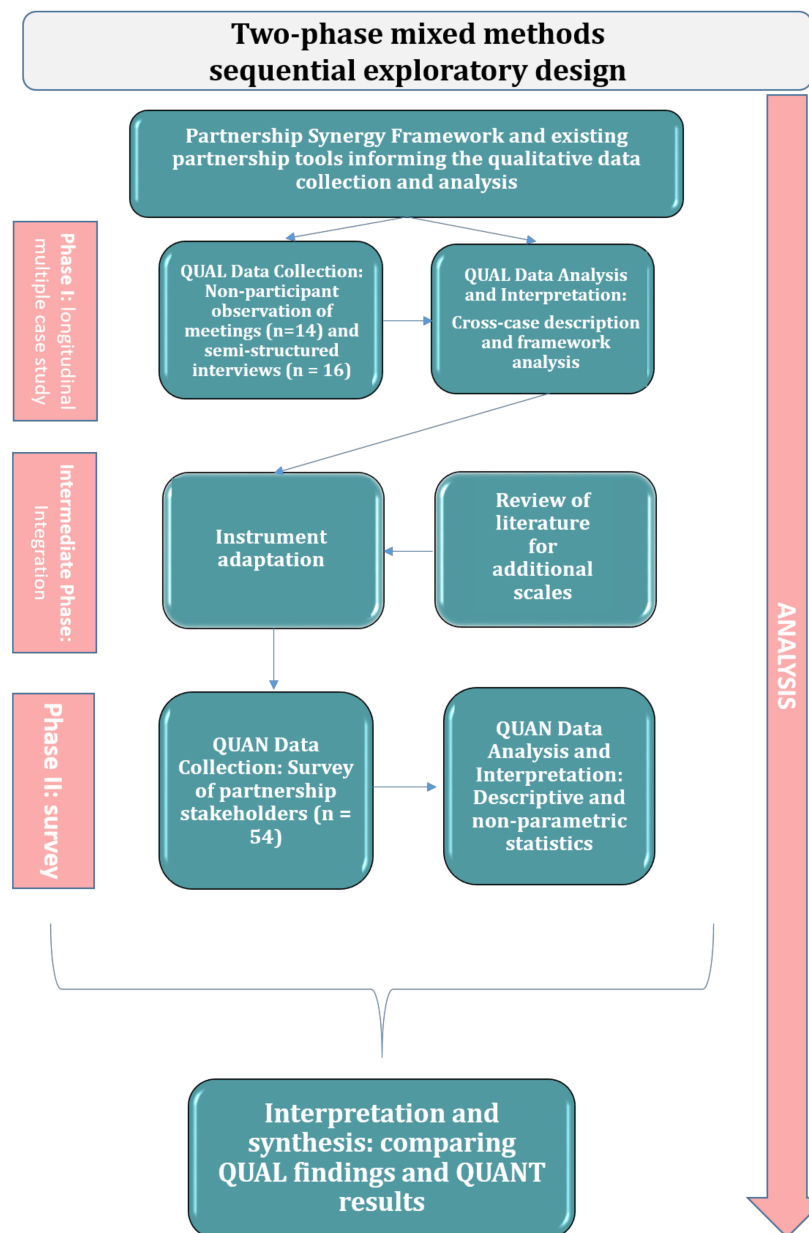 Two-phase mixed methods
sequential exploratory design
Partnership Synergy Framework and existing
partnership tools informing the qualitative data
collection and analysis
Phase I: longitudinal
multiple case study
QUAL Data Collection:
Non-participant
observation of
meetings (n=14) and
semi-structured
interviews (n = 16)
QUAL Data Analysis
and Interpretation:
Cross-case description
and framework
analysis
Intermediate Phase:
Integration
Instrument
adaptation
Review of
literature
for
additional
scales
ANALYSIS
Phase II: survey
QUAN Data
Collection: Survey
of partnership
stakeholders (n =
54)
QUAN Data
Analysis and
Interpretation:
Descriptive and
non-parametric
statistics
Interpretation and
synthesis: comparing
QUAL findings and QUANT
results